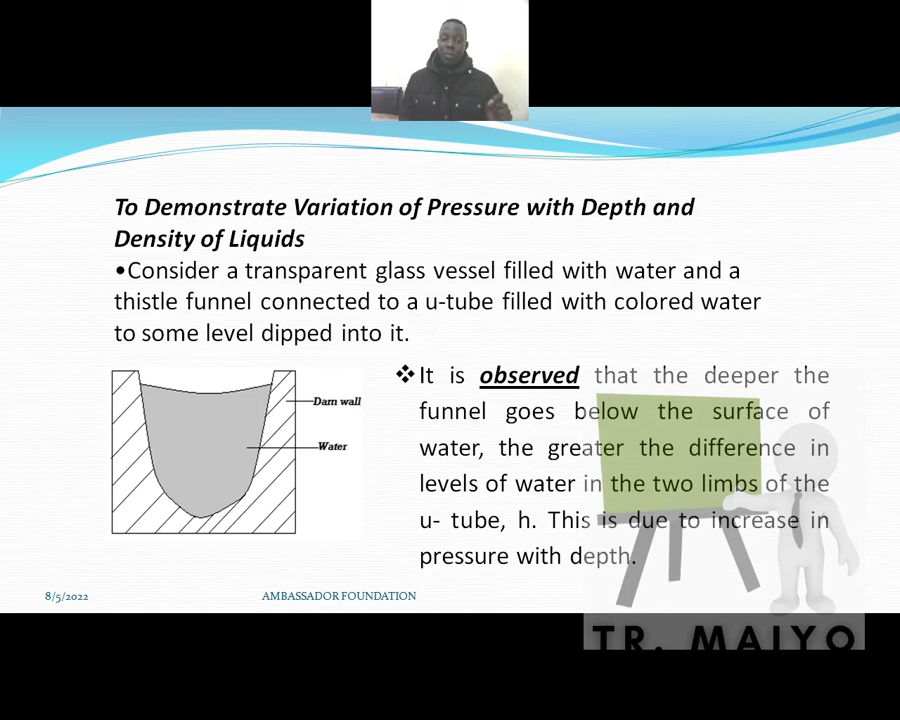 To Demonstrate Variation of Pressure with Depth and
Density of Liquids
•Consider a transparent glass vessel filled with water and a
thistle funnel connected to a u-tube filled with colored water
to some level dipped into it.
Dam wall
Water
❖It is observed that the deeper the
funnel goes below the surface of
water, the greater the difference in
levels of water in the two limbs of the
u- tube, h. This is due to increase in
pressure with depth.
8/5/2022
AMBASSADOR FOUNDATION
TR. MAIYO